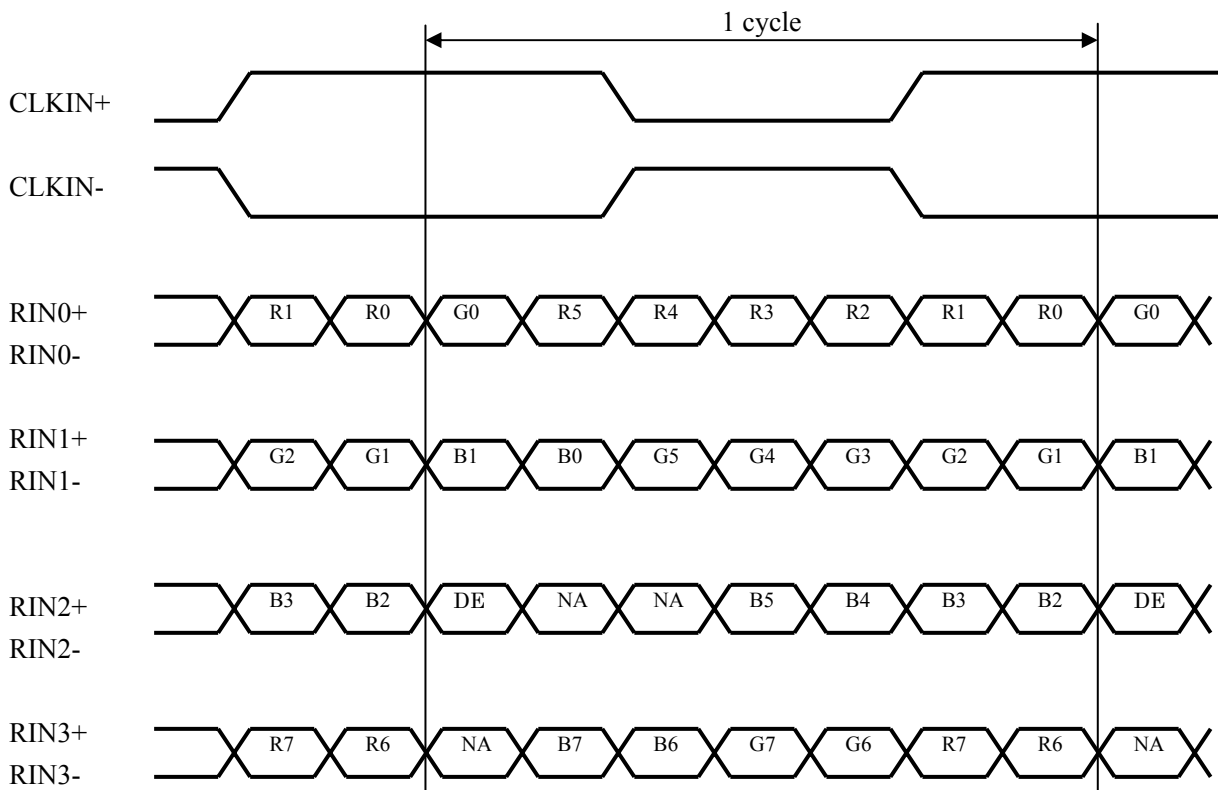 1 cycle
CLKIN+
CLKIN-
RIN0+
R1 R0 G0 R5 R4 R3 R2 R1 R0 G0
RIN0-
RIN1+
G2 G1 B1 B0 G5 G4 G3 G2 G1 B1
RIN1-
RIN2+
B3 B2 DE NA NA B5 B4 B3 B2 DE
RIN2-
RIN3+
R7 R6 NA B7 B6 G7 G6 R7 R6 NA
RIN3-